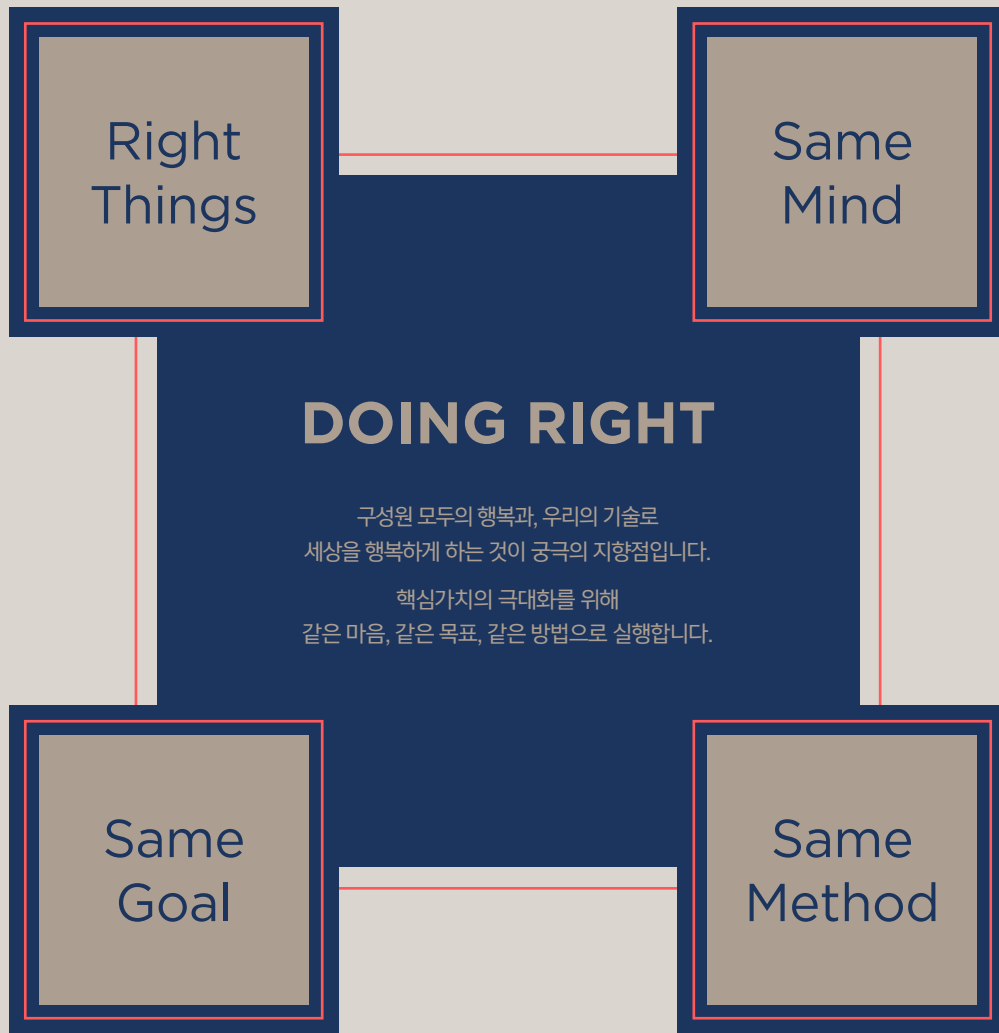 Right
Things
Same
Mind
DOING RIGHT
구성원 모두의 행복과, 우리의 기술로
세상을 행복하게 하는 것이 궁극의 지향점입니다.
핵심가치의 극대화를 위해
같은 마음, 같은 목표, 같은 방법으로 실행합니다.
Same
Goal
Same
Method